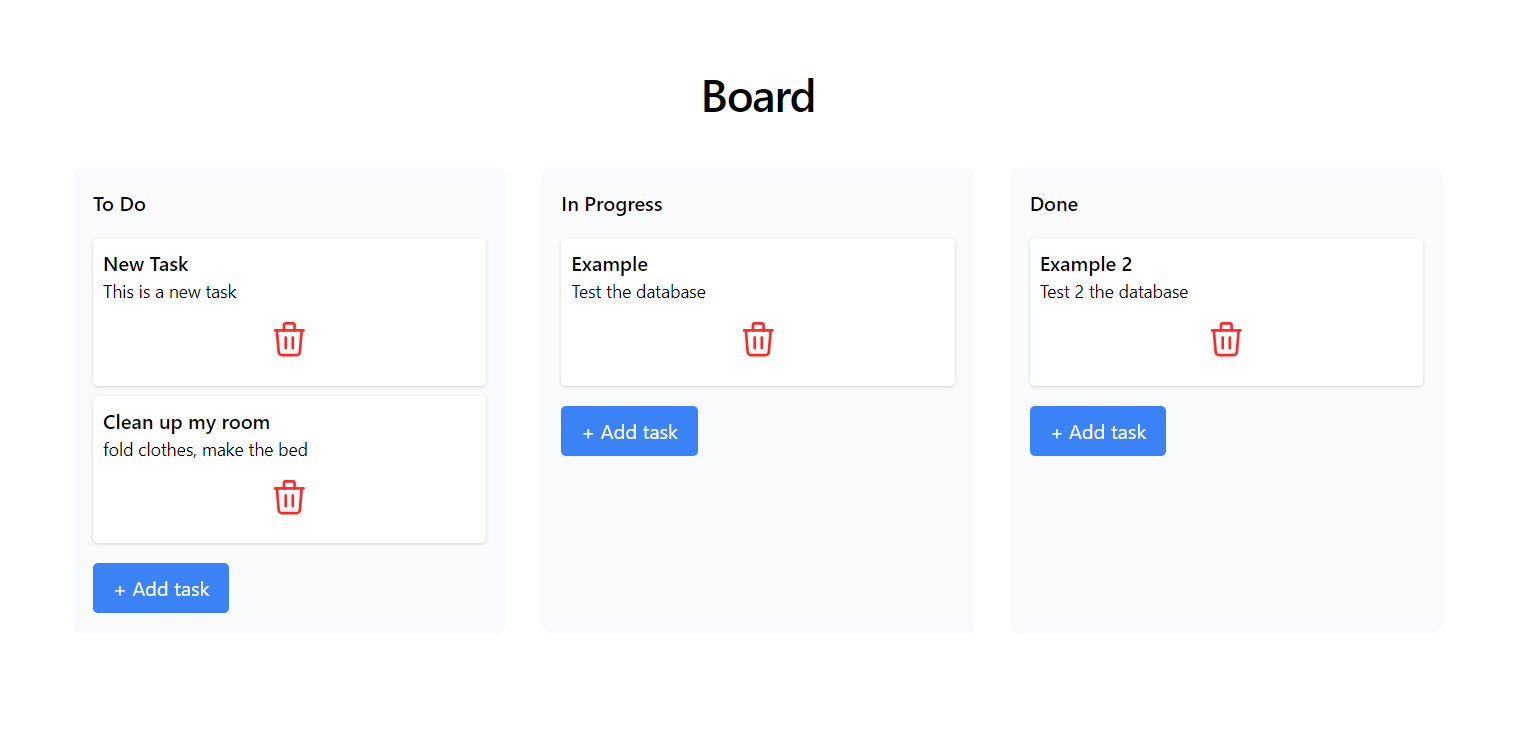 Board
To Do
New Task
This is a new task
Clean up my room
fold clothes, make the bed
+ Add task
In Progress
Example
Test the database
+ Add task
Done
Example 2
Test 2 the database
+ Add task